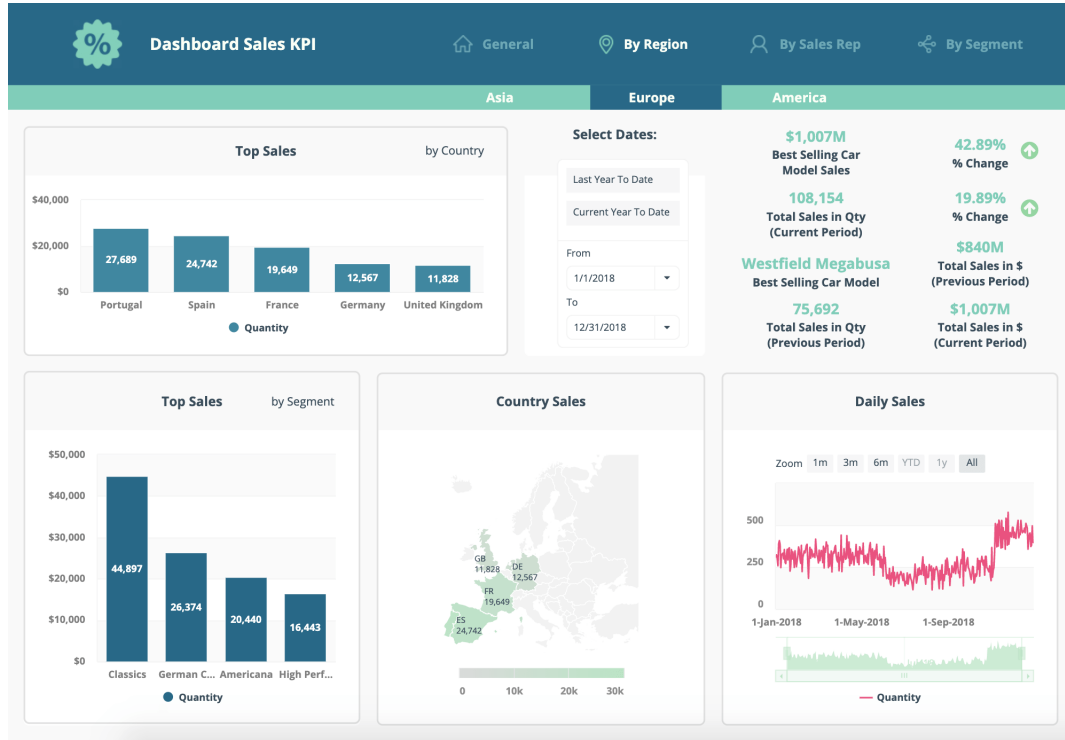 %
Dashboard Sales KPI
General
By Region
By Sales Rep
By Segment
Asia
Europe
America
Top Sales
by Country
$40,000
$20,000
$0
27,689
24,742
19,649
12,567
11,828
Portugal
Spain
France
Germany
United Kingdom
Quantity
Select Dates:
Last Year To Date
Current Year To Date
From
1/1/2018
To
12/31/2018
$1,007M
Best Selling Car
Model Sales
42.89%
% Change
108,154
Total Sales in Qty
(Current Period)
19.89%
% Change
Westfield Megabusa
Best Selling Car Model
$840M
Total Sales in $
(Previous Period)
75,692
Total Sales in Qty
(Previous Period)
$1,007M
Total Sales in $
(Current Period)
Top Sales
by Segment
$50,000
$40,000
$30,000
$20,000
$10,000
$0
44,897
26,374
20,440
16,443
Classics
German C...
Americana
High Perf...
Quantity
Country Sales
GB
11,828
DE
12,567
FR
19,649
ES
24,742
0
10k
20k
30k
Daily Sales
Zoom
1m
3m
6m
YTD
1y
All
500
250
0
1-Jan-2018
1-May-2018
1-Sep-2018
Quantity